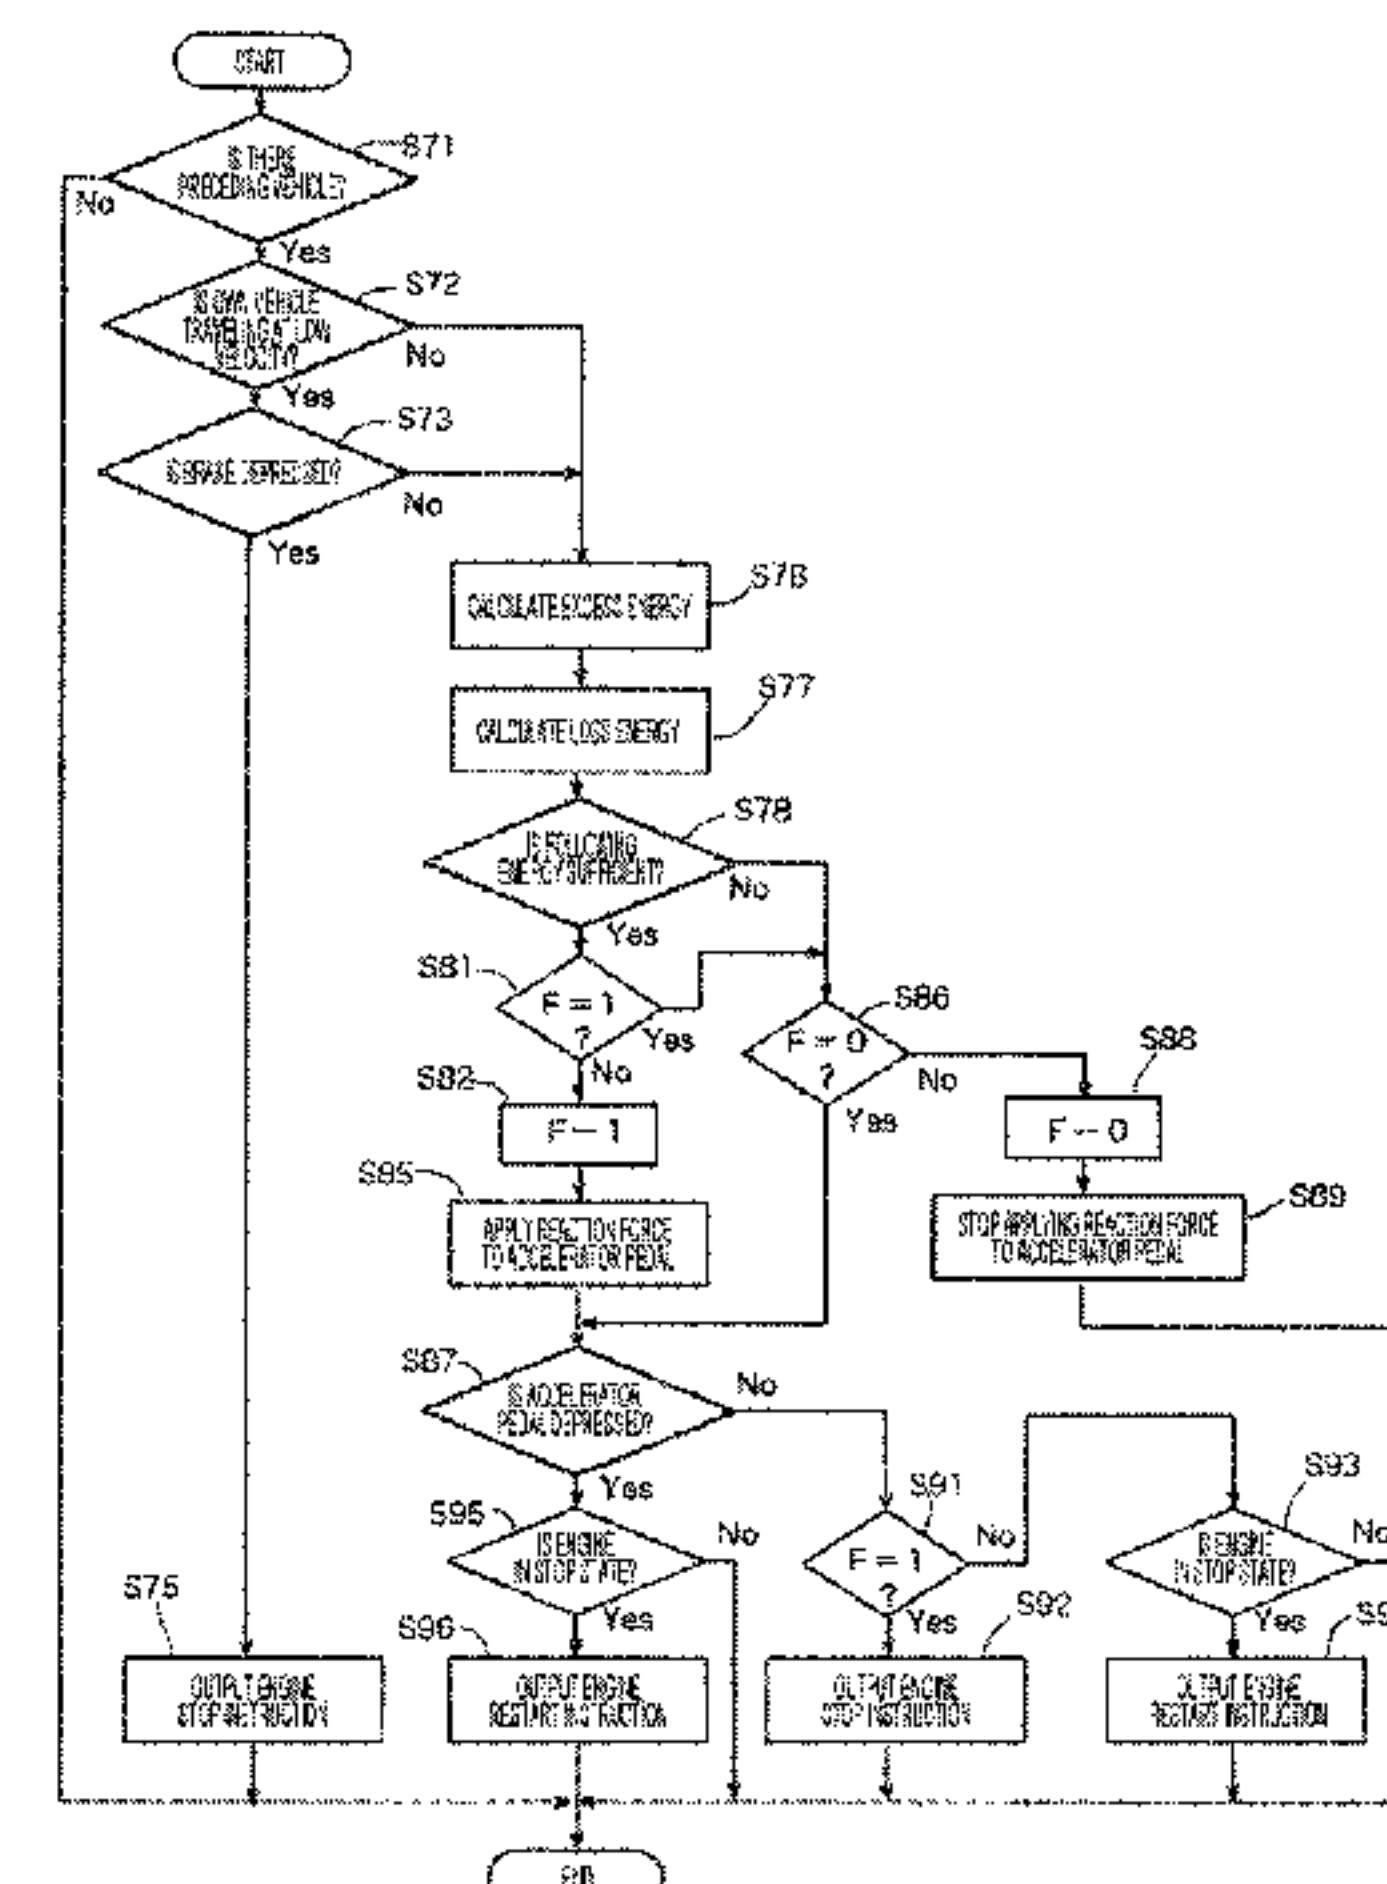 START
S71
IS THERE
PRECEDING VEHICLE?
No
Yes
S72
IS OWN VEHICLE
TRAVELING AT LOW
VELOCITY?
No
Yes
S73
IS BRAKE DEPRESSED?
No
Yes
S76
CALCULATE EXCESS ENERGY
S77
CALCULATE LOSS ENERGY
S78
IS FOLLOWING
ENERGY SUFFICIENT?
No
Yes
S81
F = 1
?
Yes
No
S86
F = 0
?
No
Yes
S88
F ← 0
S82
F ← 1
S85
APPLY REACTION FORCE
TO ACCELERATOR PEDAL
S89
STOP APPLYING REACTION FORCE
TO ACCELERATOR PEDAL
S87
IS ACCELERATOR
PEDAL DEPRESSED?
No
Yes
S95
IS ENGINE
IN STOP STATE?
No
Yes
S91
F = 1
?
No
Yes
S93
IS ENGINE
IN STOP STATE?
No
Yes
S75
OUTPUT ENGINE
STOP INSTRUCTION
S96
OUTPUT ENGINE
RESTART INSTRUCTION
S92
OUTPUT ENGINE
STOP INSTRUCTION
S9
OUTPUT ENGINE
RESTART INSTRUCTION